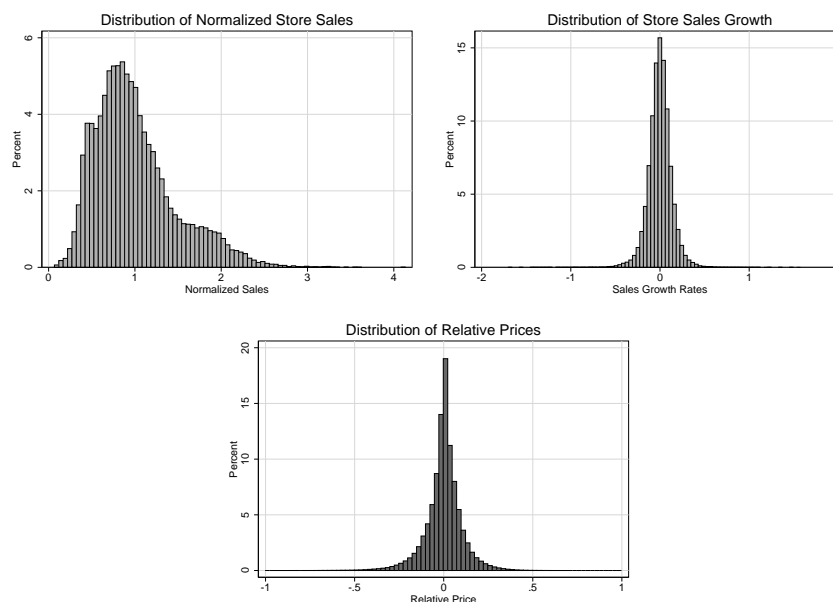 Distribution of Normalized Store Sales
Percent
6
4
2
0
0 1 2 3 4
Normalized Sales
Distribution of Store Sales Growth
Percent
15
10
5
0
-2 -1 0 1
Sales Growth Rates
Distribution of Relative Prices
Percent
20
15
10
5
0
-1 -.5 0 .5 1
Relative Price